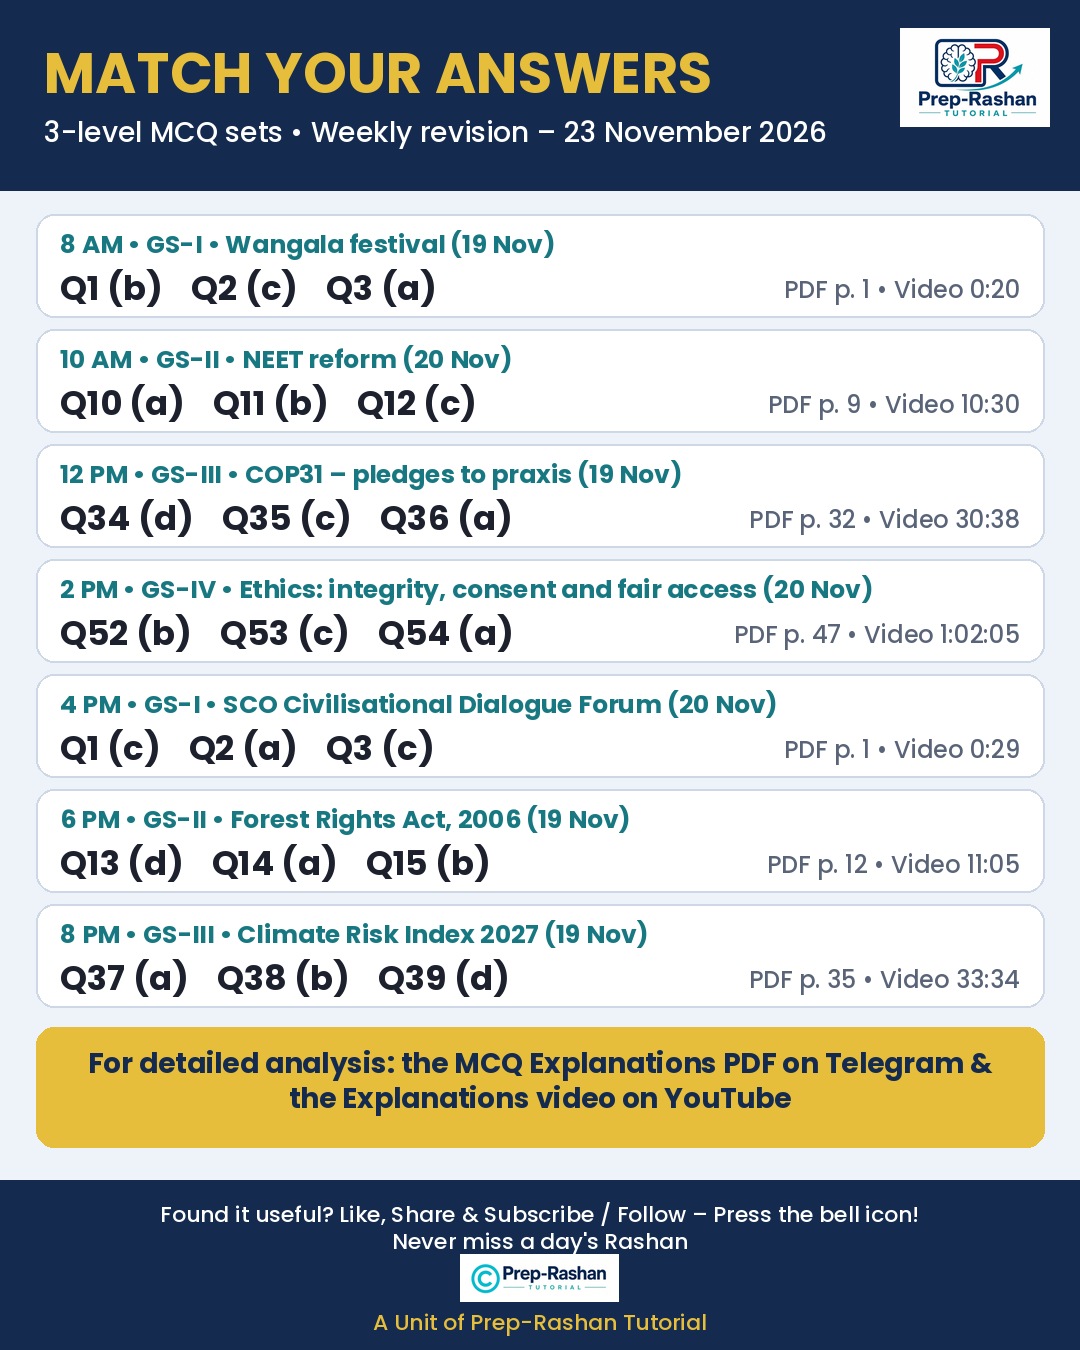 MATCH YOUR ANSWERS
3-level MCQ sets • Weekly revision – 23 November 2026
Prep-Rashan
TUTORIAL
8 AM • GS-I • Wangala festival (19 Nov)
Q1 (b) Q2 (c) Q3 (a)
PDF p. 1 • Video 0:20
10 AM • GS-II • NEET reform (20 Nov)
Q10 (a) Q11 (b) Q12 (c)
PDF p. 9 • Video 10:30
12 PM • GS-III • COP31 – pledges to praxis (19 Nov)
Q34 (d) Q35 (c) Q36 (a)
PDF p. 32 • Video 30:38
2 PM • GS-IV • Ethics: integrity, consent and fair access (20 Nov)
Q52 (b) Q53 (c) Q54 (a)
PDF p. 47 • Video 1:02:05
4 PM • GS-I • SCO Civilisational Dialogue Forum (20 Nov)
Q1 (c) Q2 (a) Q3 (c)
PDF p. 1 • Video 0:29
6 PM • GS-II • Forest Rights Act, 2006 (19 Nov)
Q13 (d) Q14 (a) Q15 (b)
PDF p. 12 • Video 11:05
8 PM • GS-III • Climate Risk Index 2027 (19 Nov)
Q37 (a) Q38 (b) Q39 (d)
PDF p. 35 • Video 33:34
For detailed analysis: the MCQ Explanations PDF on Telegram &
the Explanations video on YouTube
Found it useful? Like, Share & Subscribe / Follow – Press the bell icon!
Never miss a day's Rashan
© Prep-Rashan
TUTORIAL
A Unit of Prep-Rashan Tutorial